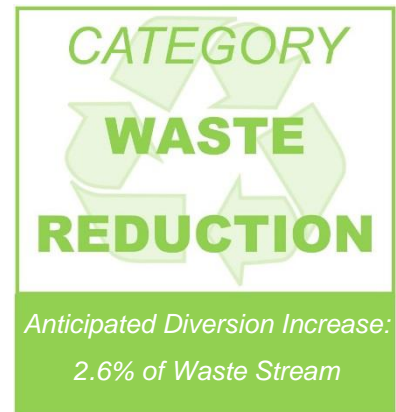 CATEGORY
WASTE
REDUCTION
Anticipated Diversion Increase:
2.6% of Waste Stream